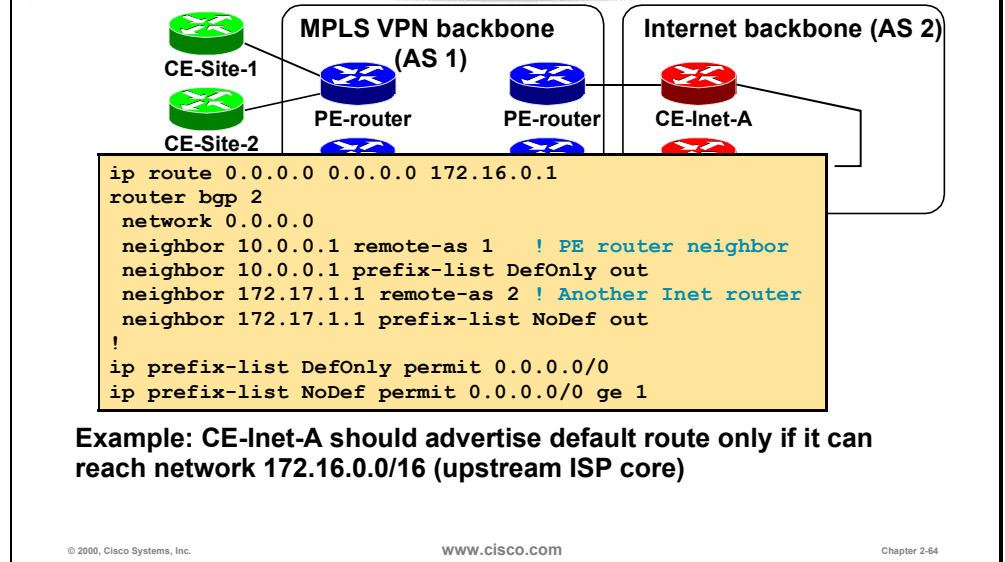 MPLS VPN backbone
(AS 1)
Internet backbone (AS 2)
CE-Site-1
CE-Site-2
PE-router
PE-router
CE-Inet-A
ip route 0.0.0.0 0.0.0.0 172.16.0.1
router bgp 2
network 0.0.0.0
neighbor 10.0.0.1 remote-as 1 ! PE router neighbor
neighbor 10.0.0.1 prefix-list DefOnly out
neighbor 172.17.1.1 remote-as 2 ! Another Inet router
neighbor 172.17.1.1 prefix-list NoDef out
!
ip prefix-list DefOnly permit 0.0.0.0/0
ip prefix-list NoDef permit 0.0.0.0/0 ge 1
Example: CE-Inet-A should advertise default route only if it can
reach network 172.16.0.0/16 (upstream ISP core)
© 2000, Cisco Systems, Inc.
www.cisco.com
Chapter 2-64